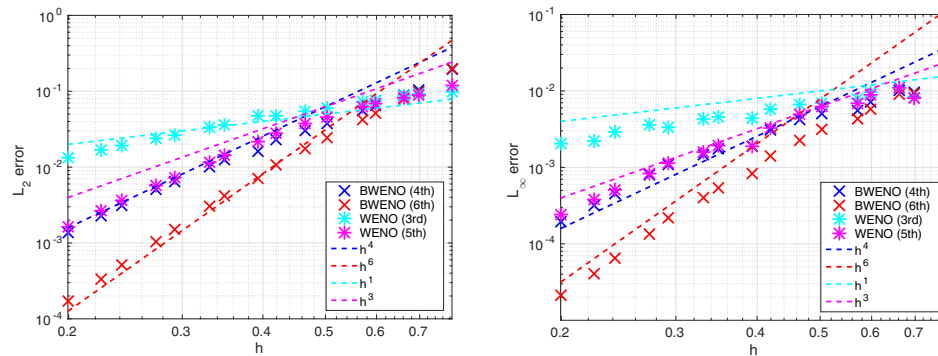 10^0
10^-1
10^-2
10^-3
10^-4
L_2 error
0.2 0.3 0.4 0.5 0.6 0.7
h
BWENO (4th)
BWENO (6th)
WENO (3rd)
WENO (5th)
h^4
h^6
h^1
h^3
10^-1
10^-2
10^-3
10^-4
10^-5
L_∞ error
0.2 0.3 0.4 0.5 0.6 0.7
h
BWENO (4th)
BWENO (6th)
WENO (3rd)
WENO (5th)
h^4
h^6
h^1
h^3